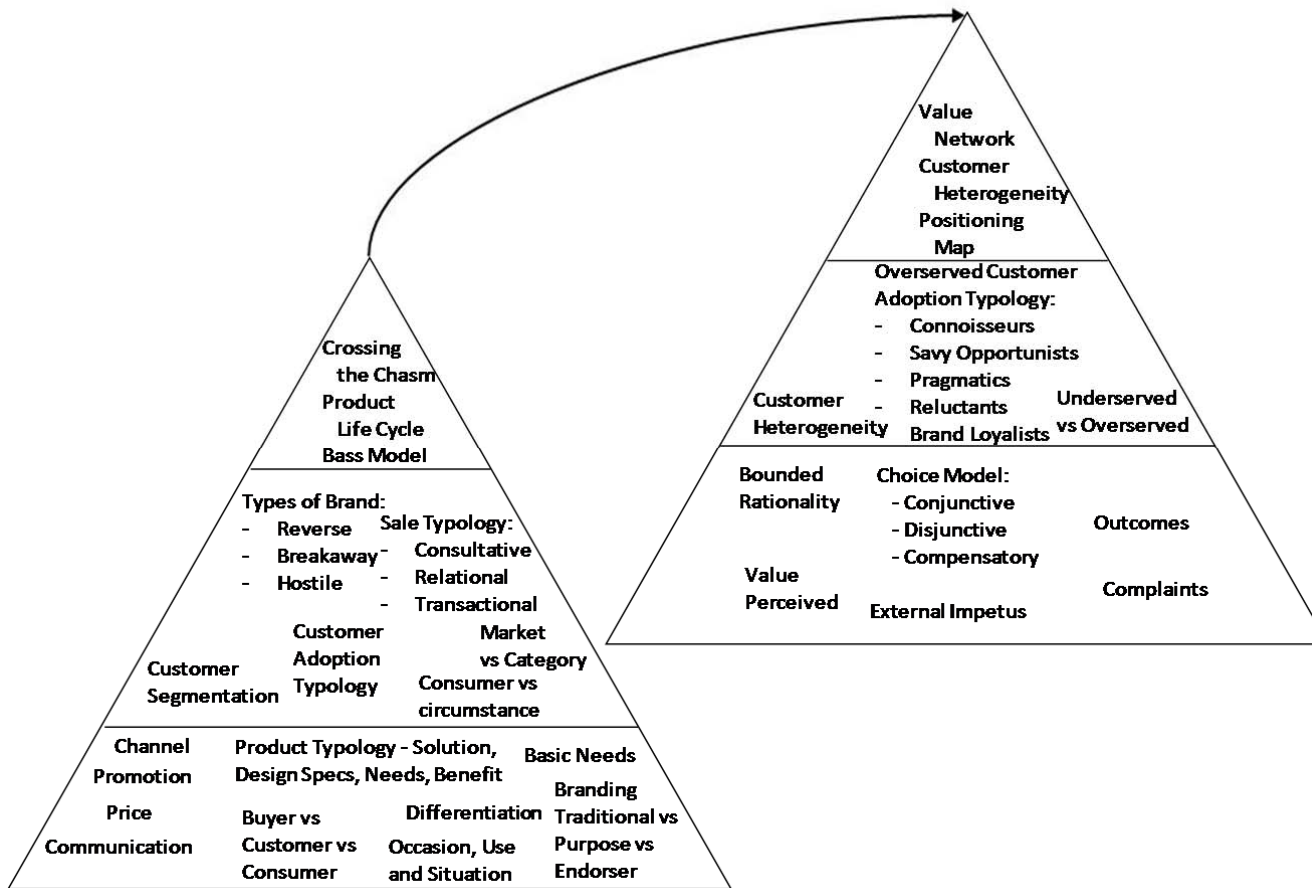 Value
Network
Customer
Heterogeneity
Positioning
Map
Overserved Customer
Adoption Typology:
- Connoisseurs
- Savy Opportunists
- Pragmatics
- Reluctants
Brand Loyalists
Customer
Heterogeneity
Underserved
vs Overserved
Bounded
Rationality
Choice Model:
- Conjunctive
- Disjunctive
- Compensatory
Outcomes
Value
Perceived
External Impetus
Complaints
Crossing
the Chasm
Product
Life Cycle
Bass Model
Types of Brand:
- Reverse
- Breakaway
- Hostile
Sale Typology:
- Consultative
- Relational
- Transactional
Customer
Adoption
Typology
Market
vs Category
Customer
Segmentation
Consumer vs
circumstance
Channel
Promotion
Price
Communication
Product Typology - Solution,
Design Specs, Needs, Benefit
Basic Needs
Buyer vs
Customer vs
Consumer
Differentiation
Occasion, Use
and Situation
Branding
Traditional vs
Purpose vs
Endorser